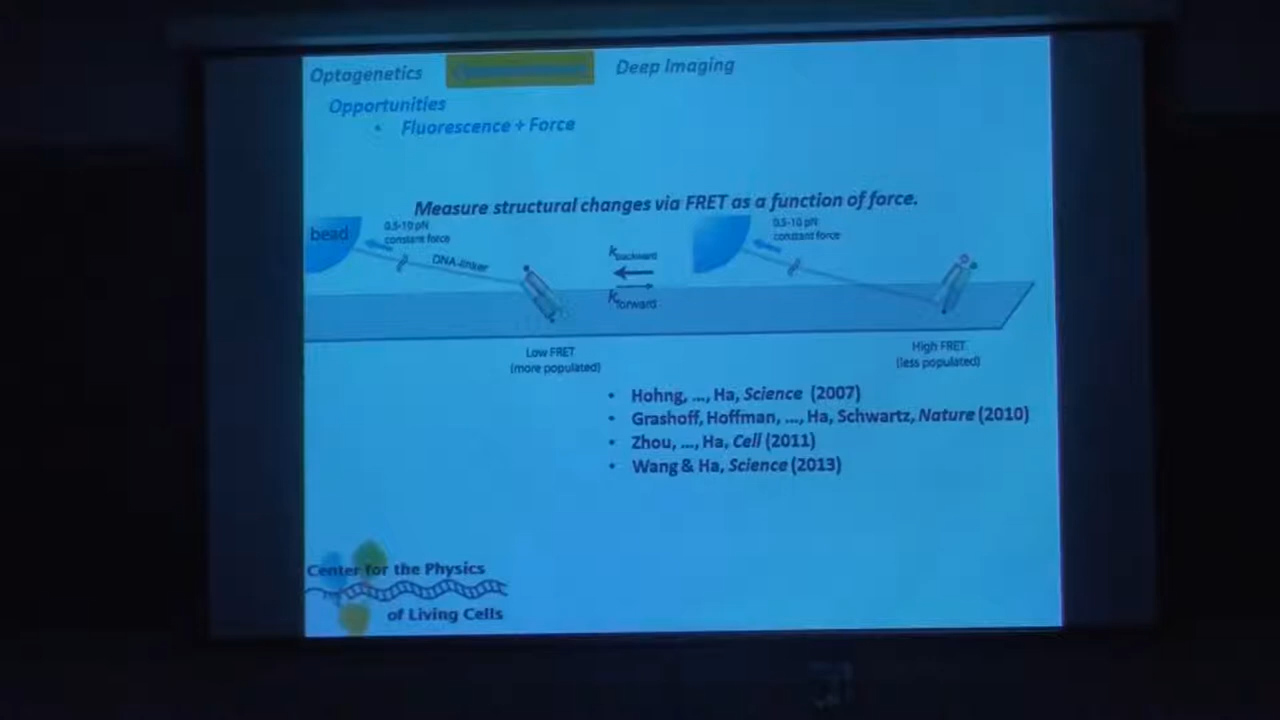 Optogenetics
Deep Imaging
Opportunities
• Fluorescence + Force
Measure structural changes via FRET as a function of force.
bead
0.5-10 pN
constant force
DNA-linker
kbackward
kforward
0.5-10 pN
constant force
Low FRET
(more populated)
High FRET
(less populated)
• Hohng, ..., Ha, Science (2007)
• Grashoff, Hoffman, ..., Ha, Schwartz, Nature (2010)
• Zhou, ..., Ha, Cell (2011)
• Wang & Ha, Science (2013)
Center for the Physics
of Living Cells